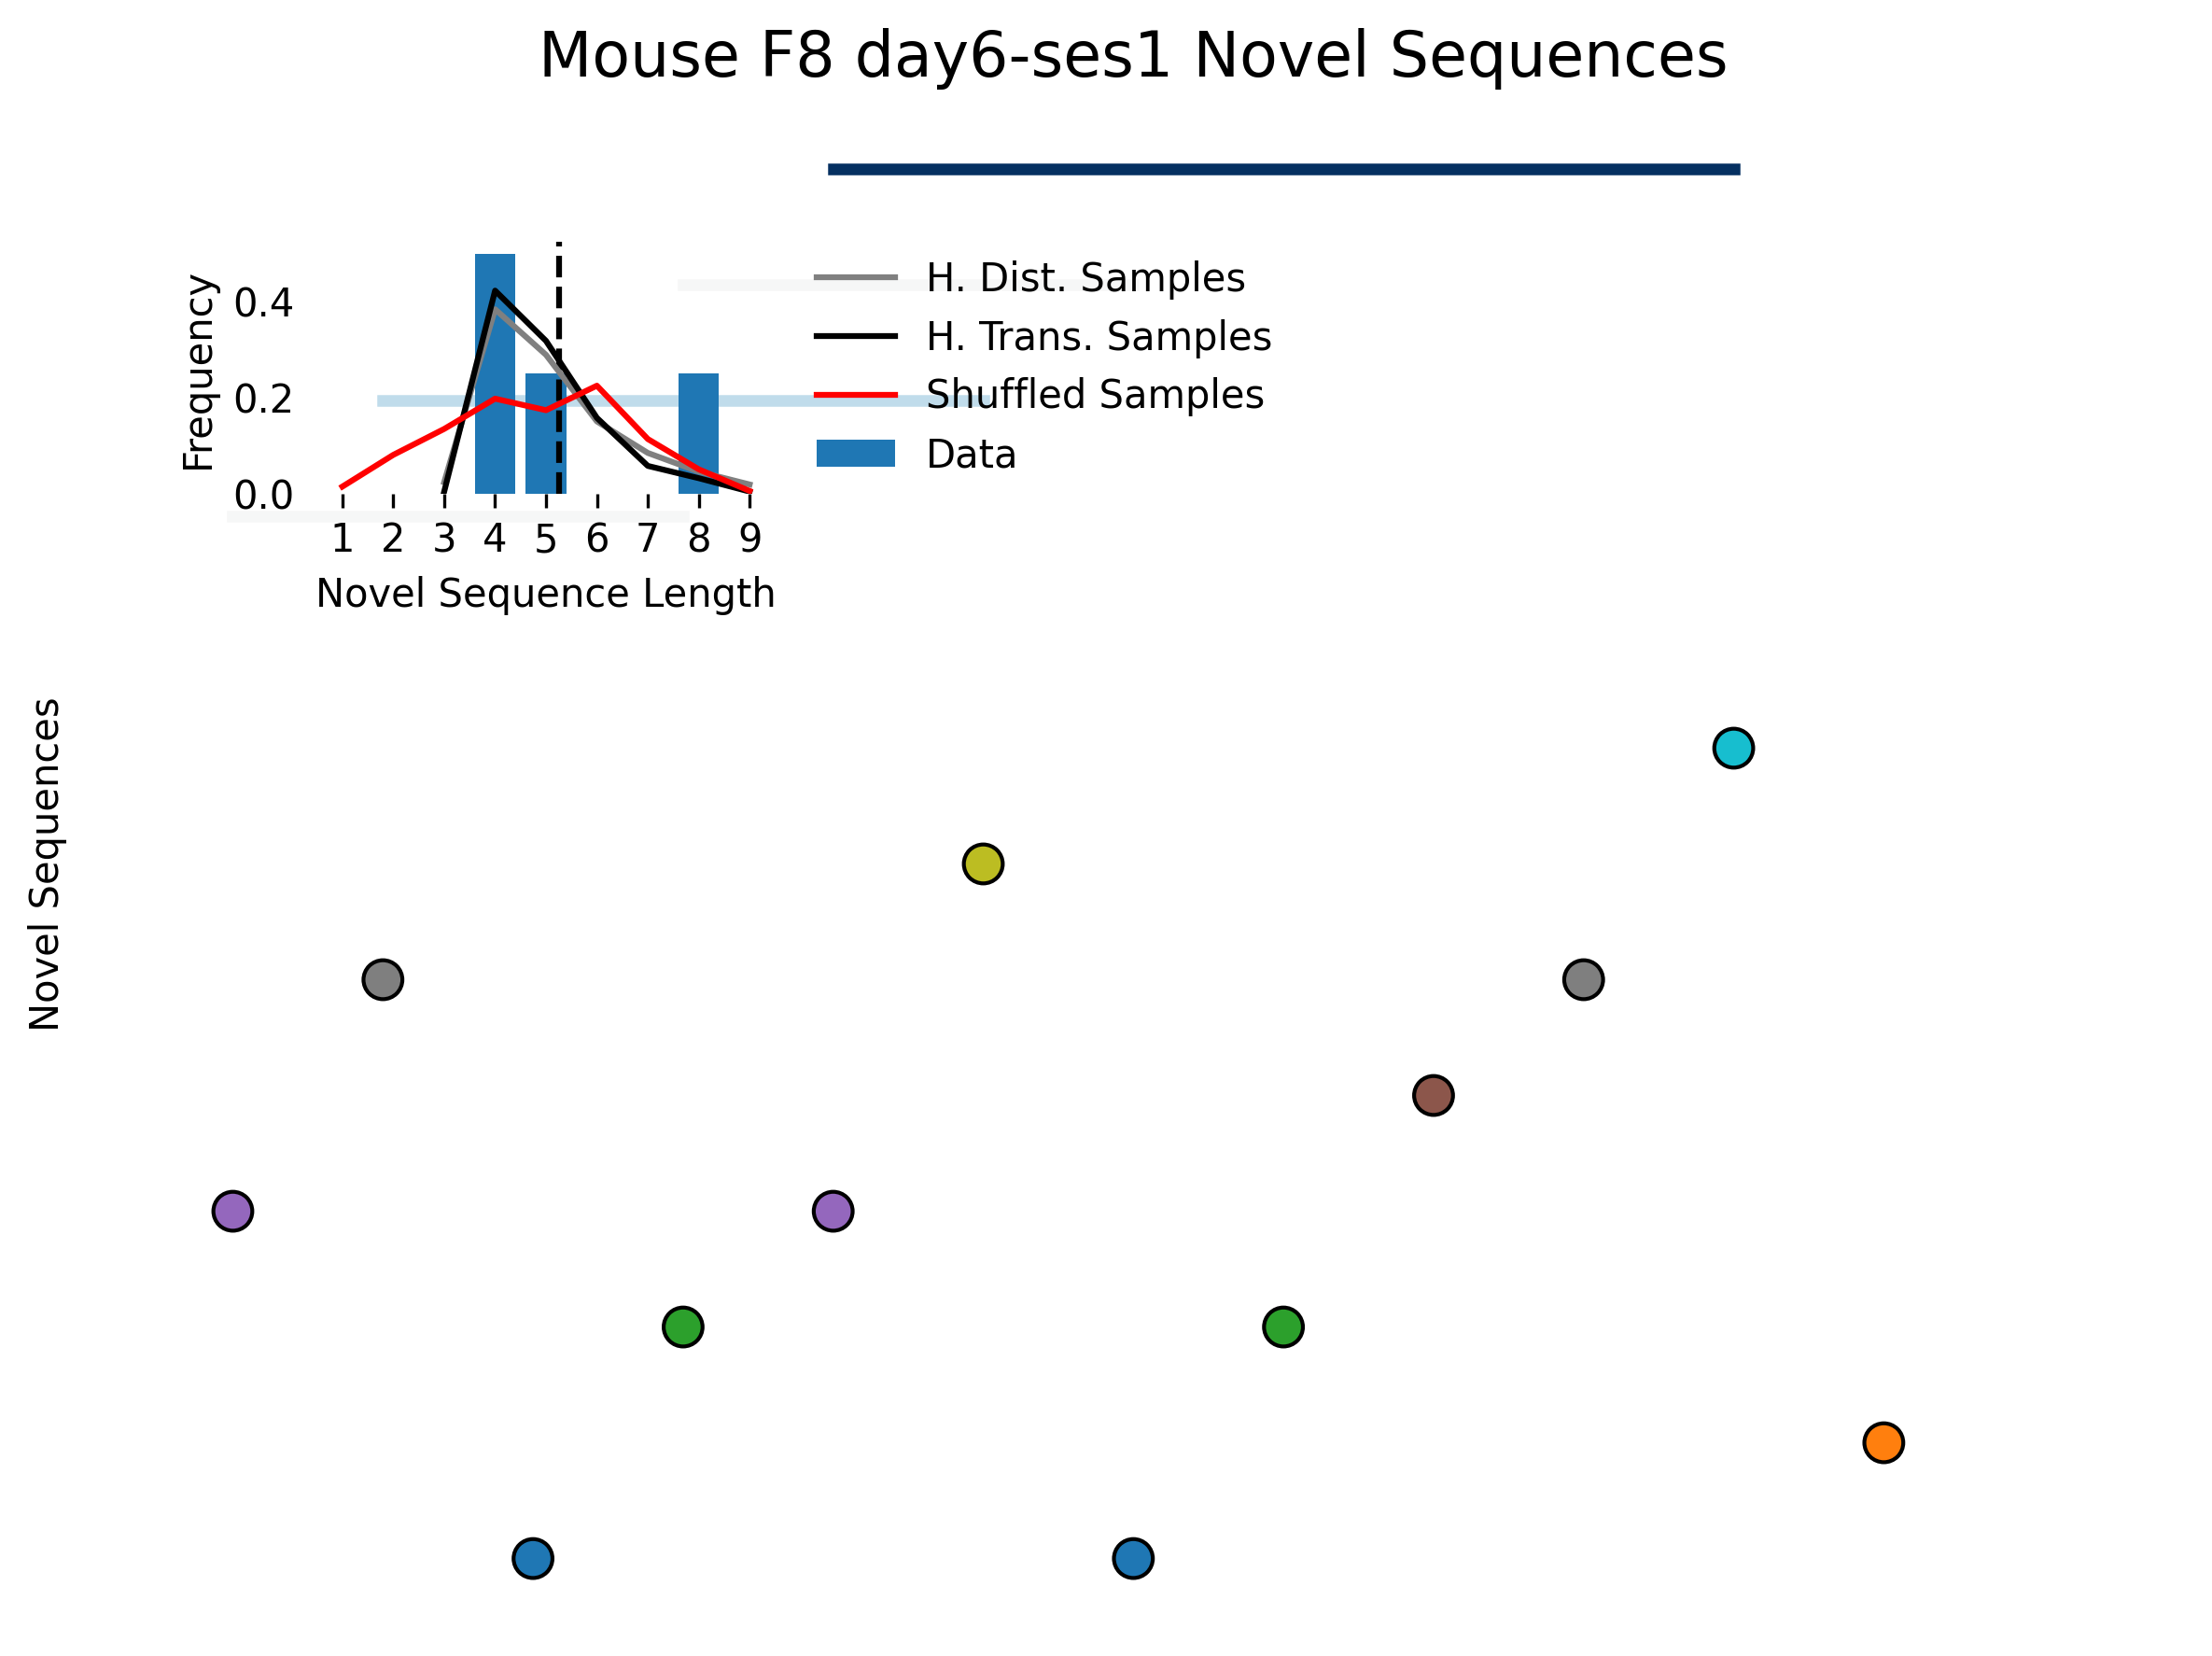 Mouse F8 day6-ses1 Novel Sequences
Frequency
0.4
0.2
0.0
1 2 3 4 5 6 7 8 9
Novel Sequence Length
H. Dist. Samples
H. Trans. Samples
Shuffled Samples
Data
Novel Sequences